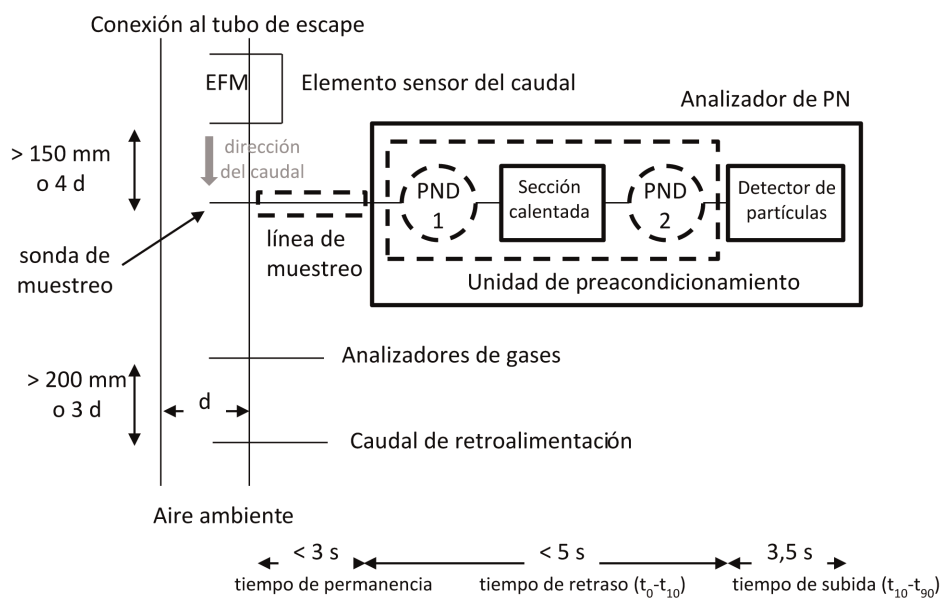 Conexión al tubo de escape
EFM
Elemento sensor del caudal
Analizador de PN
> 150 mm
o 4 d
dirección
del caudal
PND
1
Sección
calentada
PND
2
Detector de
partículas
línea de
muestreo
sonda de
muestreo
Unidad de preacondicionamiento
Analizadores de gases
> 200 mm
o 3 d
d
Caudal de retroalimentación
Aire ambiente
< 3 s
< 5 s
3,5 s
tiempo de permanencia
tiempo de retraso (t₀-t₁₀)
tiempo de subida (t₁₀-t₉₀)